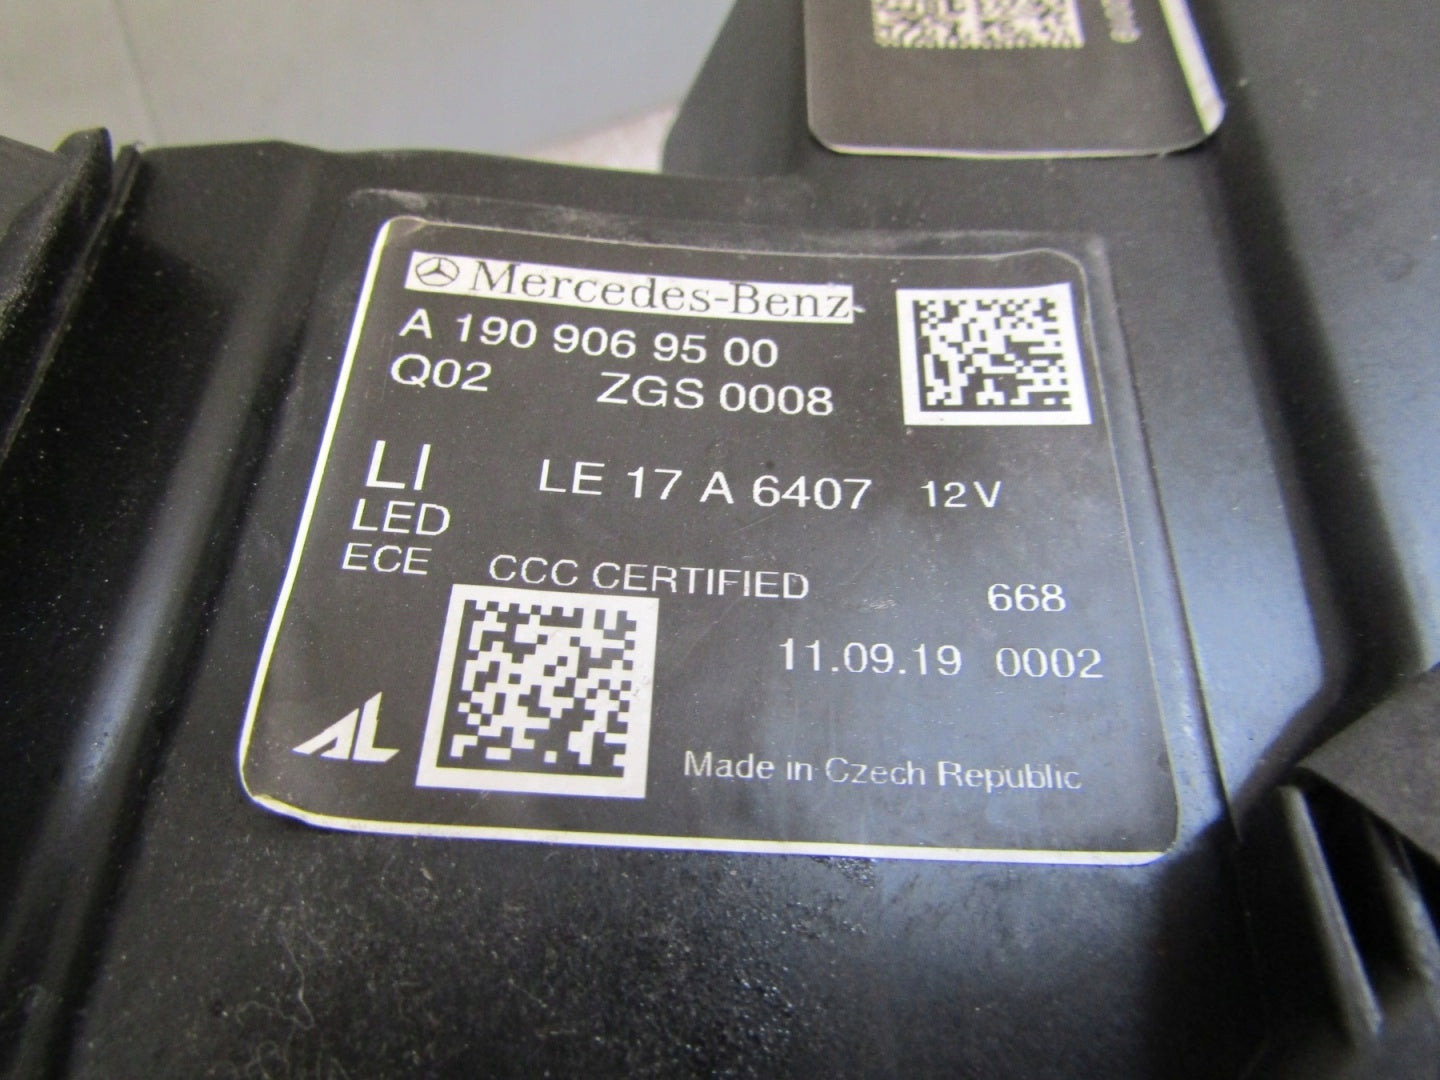 Mercedes-Benz
A 190 906 95 00
Q02 ZGS 0008
LI LE 17 A 6407 12V
LED
ECE CCC CERTIFIED 668
11.09.19 0002
AL Made in Czech Republic